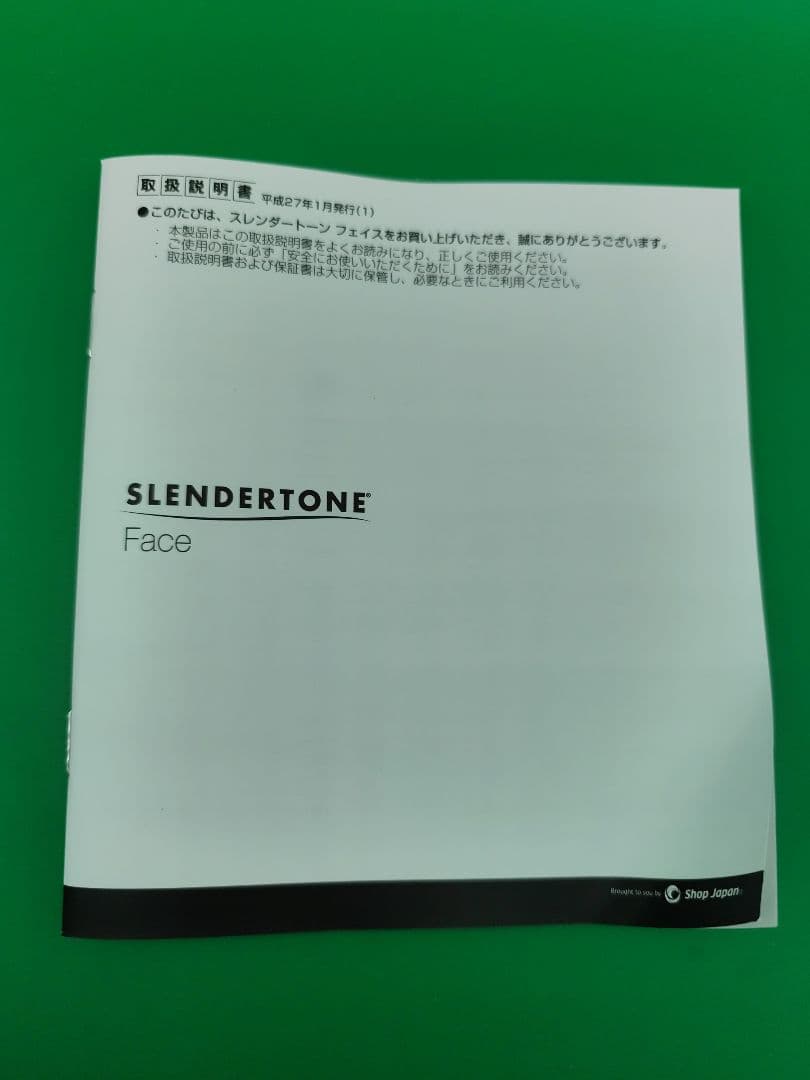 取扱説明書 平成27年1月発行(1)
●このたびは、スレンダートーン フェイスをお買い上げいただき、誠にありがとうございます。
・ 本製品はこの取扱説明書をよくお読みになり、正しくご使用ください。
・ ご使用の前に必ず「安全にお使いいただくために」をお読みください。
・ 取扱説明書および保証書は大切に保管し、必要なときにご利用ください。
SLENDERTONE®
Face
Brought to you by Shop Japan®